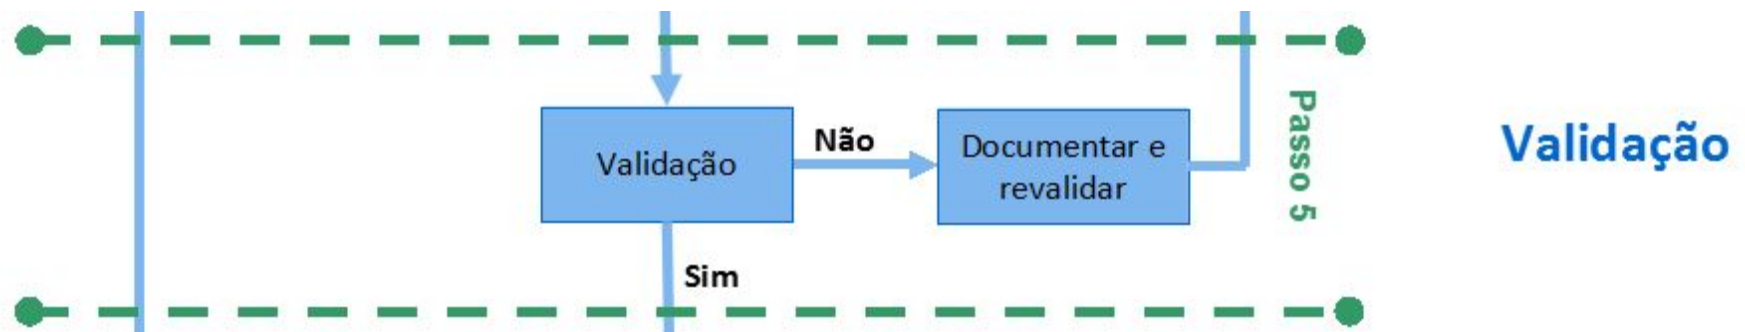 Validação
Não
Documentar e
revalidar
Sim
Passo 5
Validação